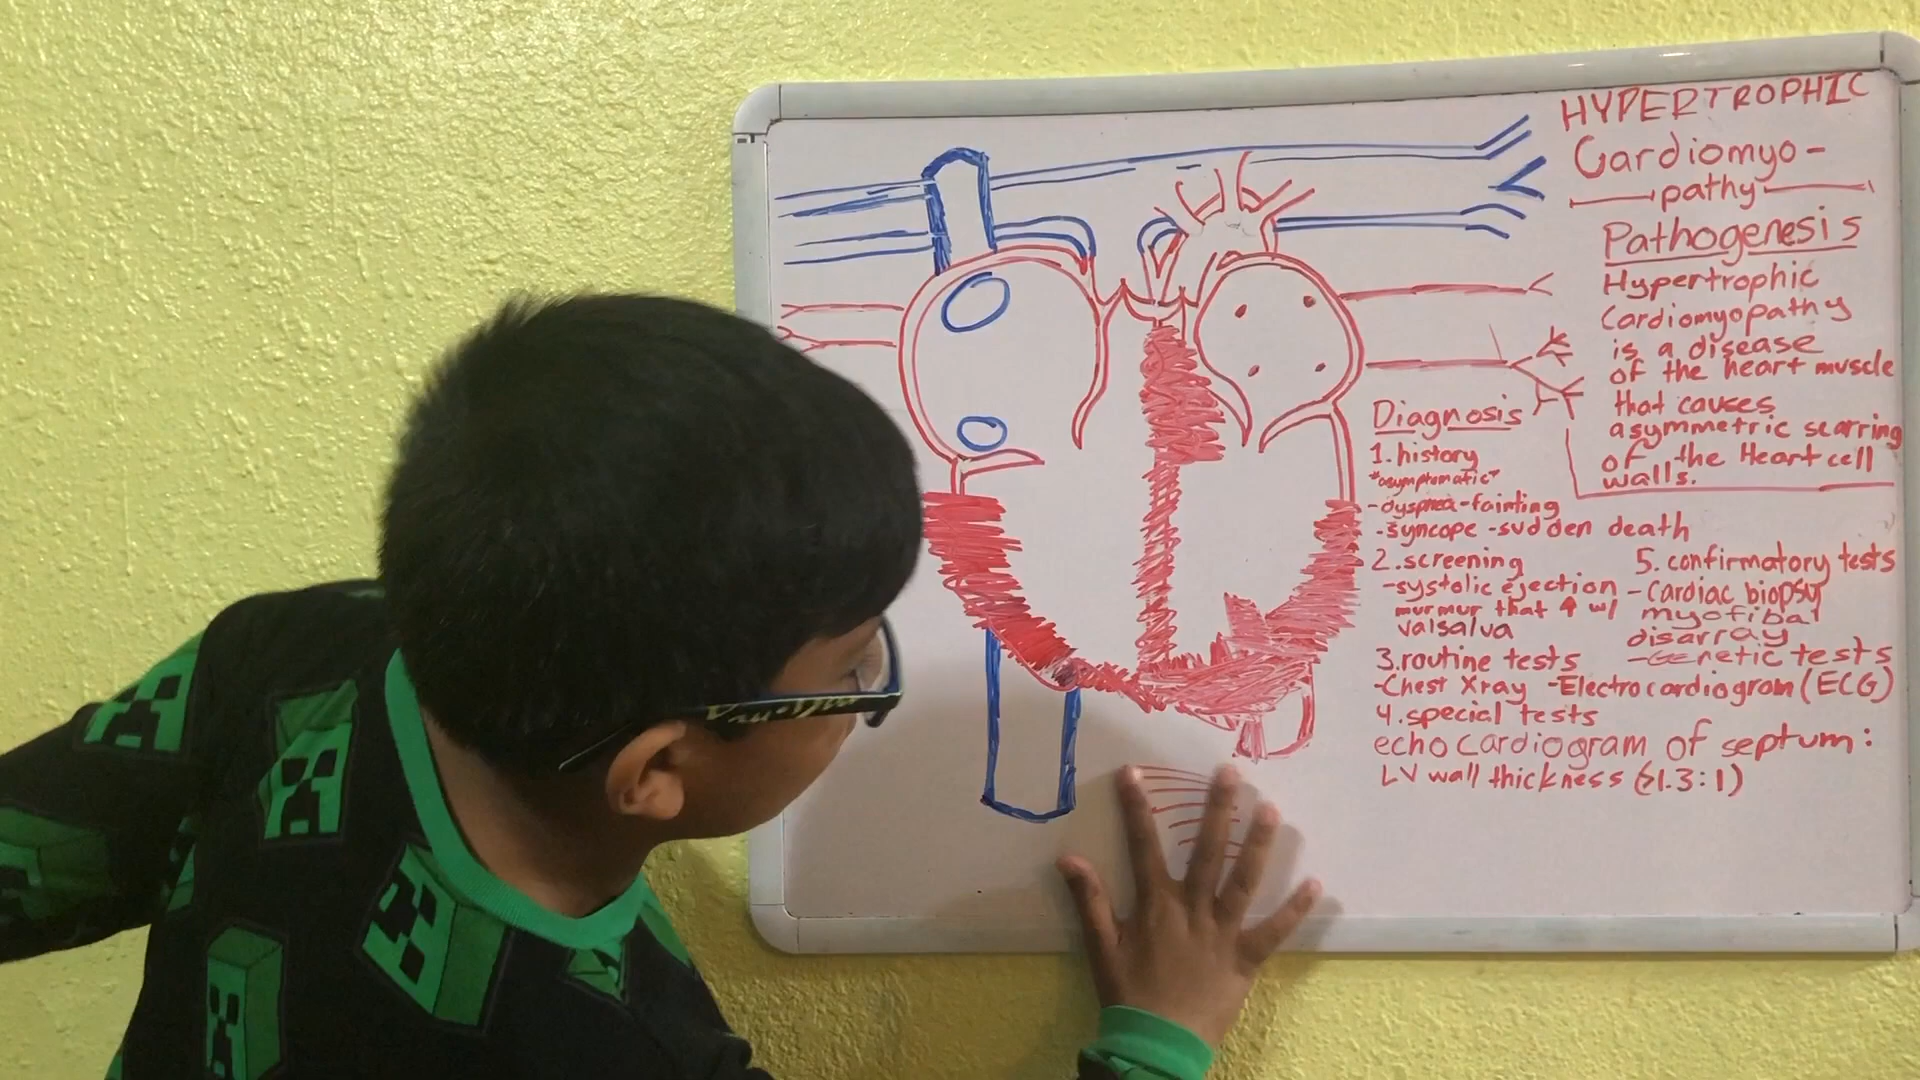 HYPERTROPHIC
Cardiomyo-
pathy
Pathogenesis
Hypertrophic
Cardiomyopathy
is a disease
of the heart muscle
that causes
asymmetric scarring
of the Heart cell
walls.
Diagnosis
1. history
"asymptomatic"
-dyspnea -fainting
-syncope -sudden death
2. screening
-systolic ejection
murmur that ↑ w/
valsalva
3. routine tests
-Chest Xray -Electrocardiogram (ECG)
4. special tests
echocardiogram of septum:
LV wall thickness (>1.3:1)
5. confirmatory tests
-Cardiac biopsy
myofibal
disarray
-Genetic tests